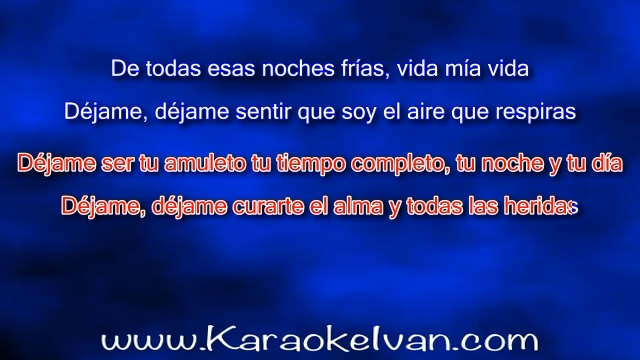 De todas esas noches frías, vida mía vida
Déjame, déjame sentir que soy el aire que respiras
Déjame ser tu amuleto tu tiempo completo, tu noche y tu día
Déjame, déjame curarte el alma y todas las heridas
www.KaraokeIvan.com